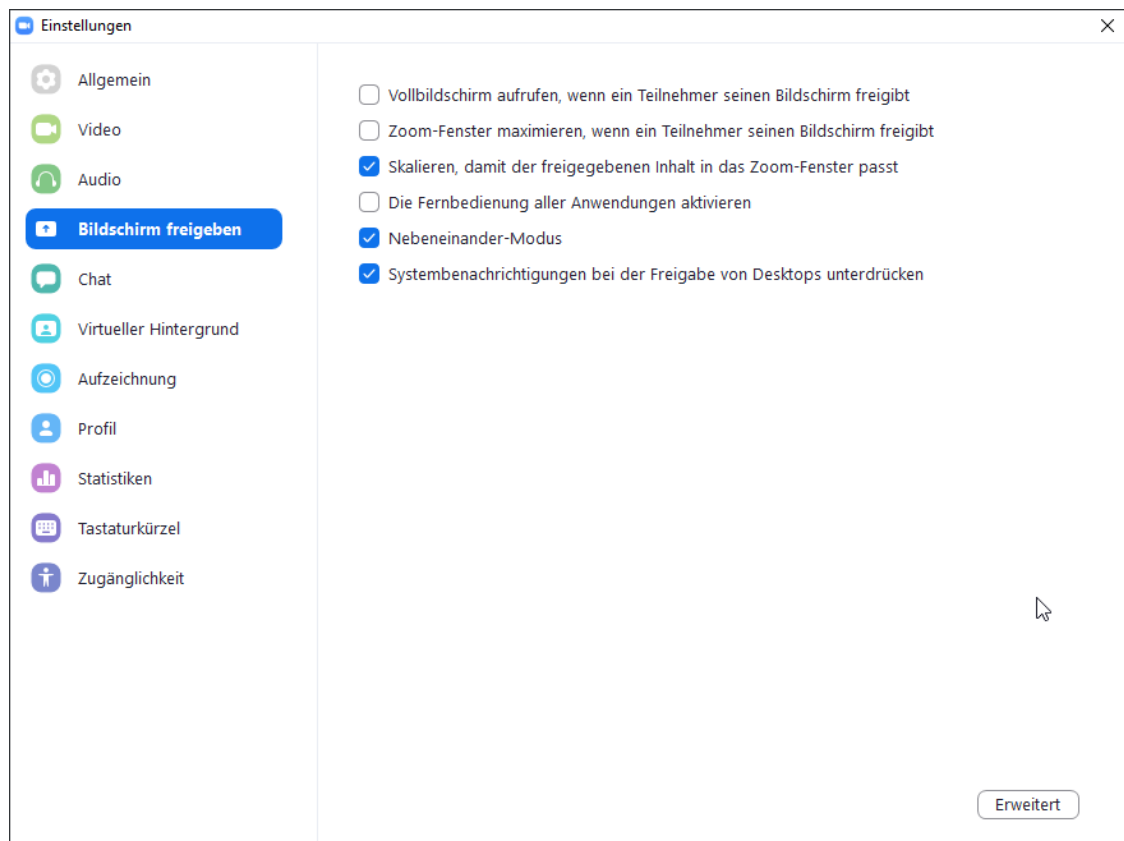 Einstellungen
Allgemein
Video
Audio
Bildschirm freigeben
Chat
Virtueller Hintergrund
Aufzeichnung
Profil
Statistiken
Tastaturkürzel
Zugänglichkeit
Vollbildschirm aufrufen, wenn ein Teilnehmer seinen Bildschirm freigibt
Zoom-Fenster maximieren, wenn ein Teilnehmer seinen Bildschirm freigibt
Skalieren, damit der freigegebenen Inhalt in das Zoom-Fenster passt
Die Fernbedienung aller Anwendungen aktivieren
Nebeneinander-Modus
Systembenachrichtigungen bei der Freigabe von Desktops unterdrücken
Erweitert